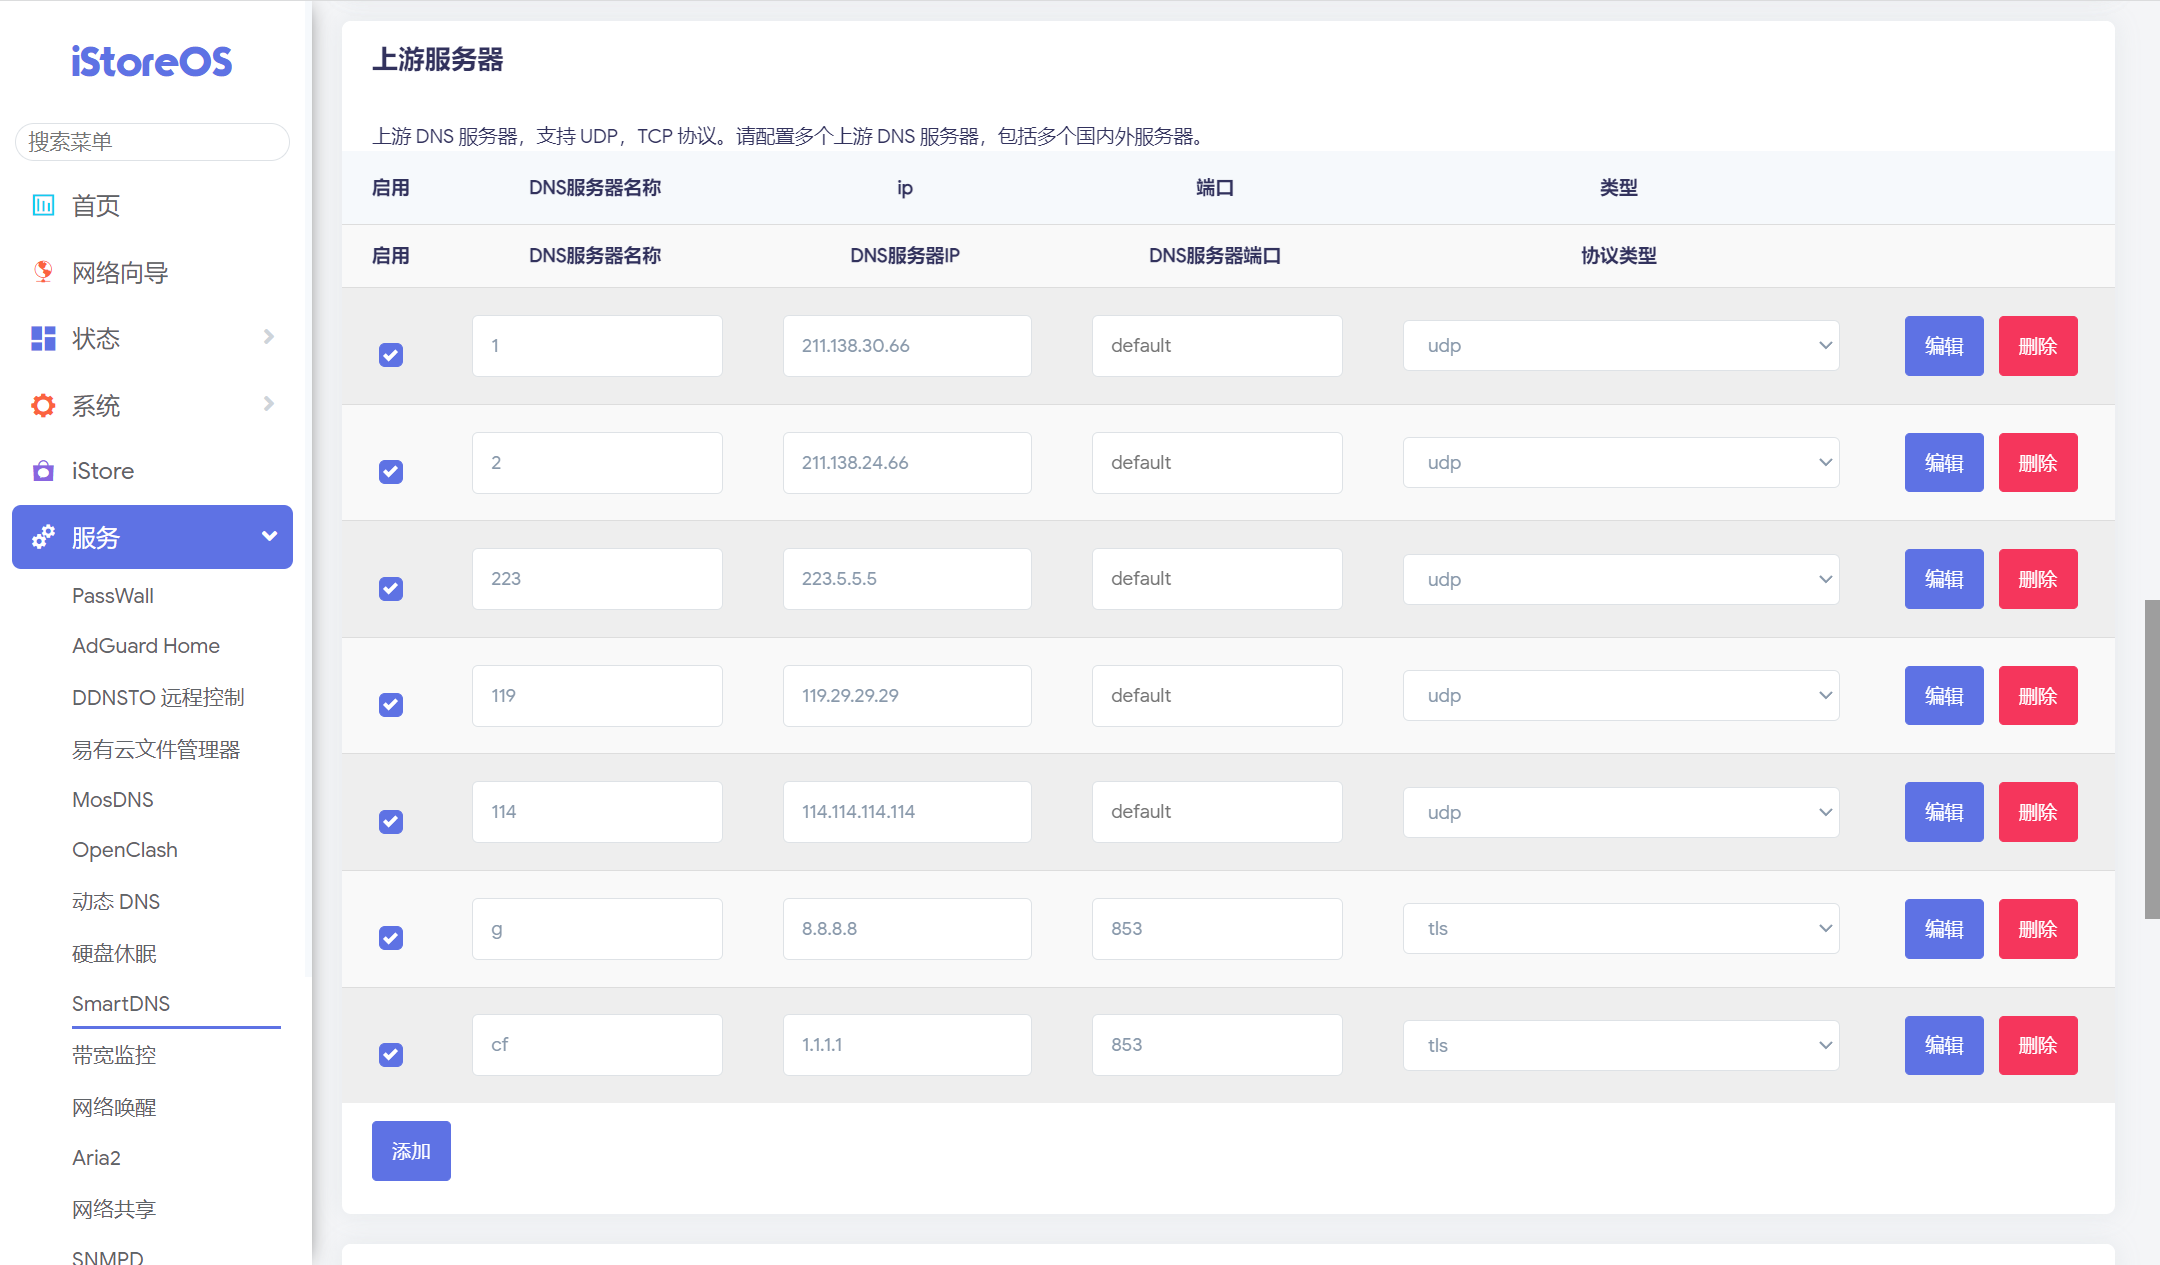 iStoreOS
搜索菜单
首页
网络向导
状态
系统
iStore
服务
PassWall
AdGuard Home
DDNSTO 远程控制
易有云文件管理器
MosDNS
OpenClash
动态 DNS
硬盘休眠
SmartDNS
带宽监控
网络唤醒
Aria2
网络共享
SNMPD
上游服务器
上游 DNS 服务器，支持 UDP，TCP 协议。请配置多个上游 DNS 服务器，包括多个国内外服务器。
启用 DNS服务器名称 ip 端口 类型
启用 DNS服务器名称 DNS服务器IP DNS服务器端口 协议类型
1 211.138.30.66 default udp 编辑 删除
2 211.138.24.66 default udp 编辑 删除
223 223.5.5.5 default udp 编辑 删除
119 119.29.29.29 default udp 编辑 删除
114 114.114.114.114 default udp 编辑 删除
g 8.8.8.8 853 tls 编辑 删除
cf 1.1.1.1 853 tls 编辑 删除
添加